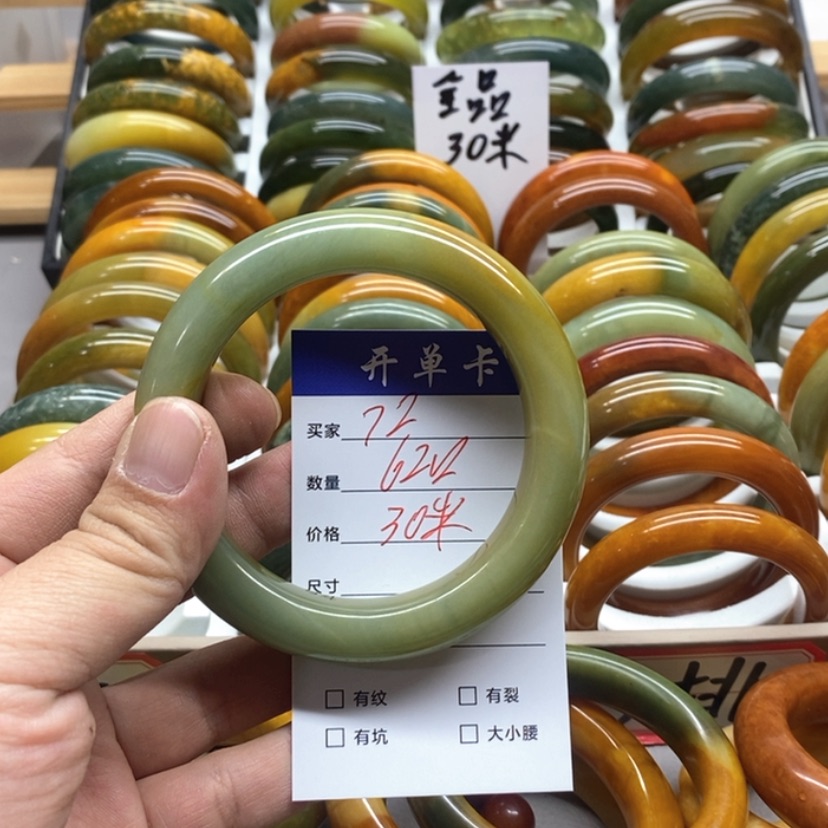 全品
30米
开单卡
买家 72
数量
价格 30米
尺寸
有纹 有裂
有坑 大小腰